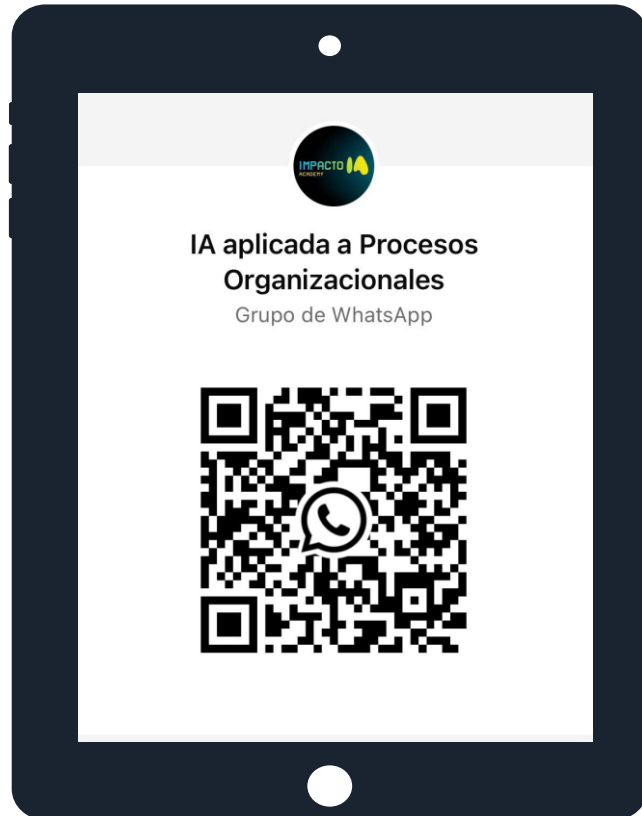 IMPACTO IA
ACADEMY
IA aplicada a Procesos
Organizacionales
Grupo de WhatsApp